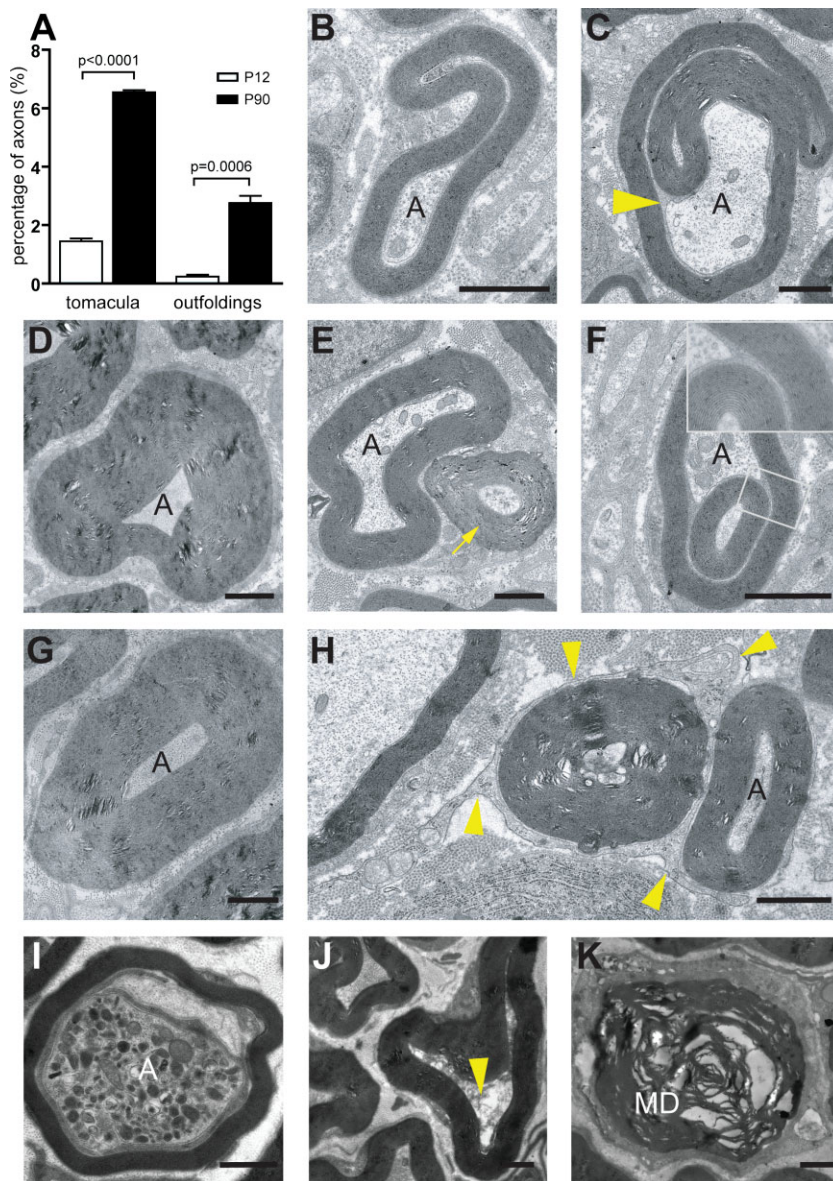 A
B
C
8
p<0.0001
P12
P90
6
percentage of axons (%)
4
p=0.0006
2
0
tomacula
outfoldings
A
A
D
E
F
A
A
A
G
H
A
A
I
J
K
A
MD